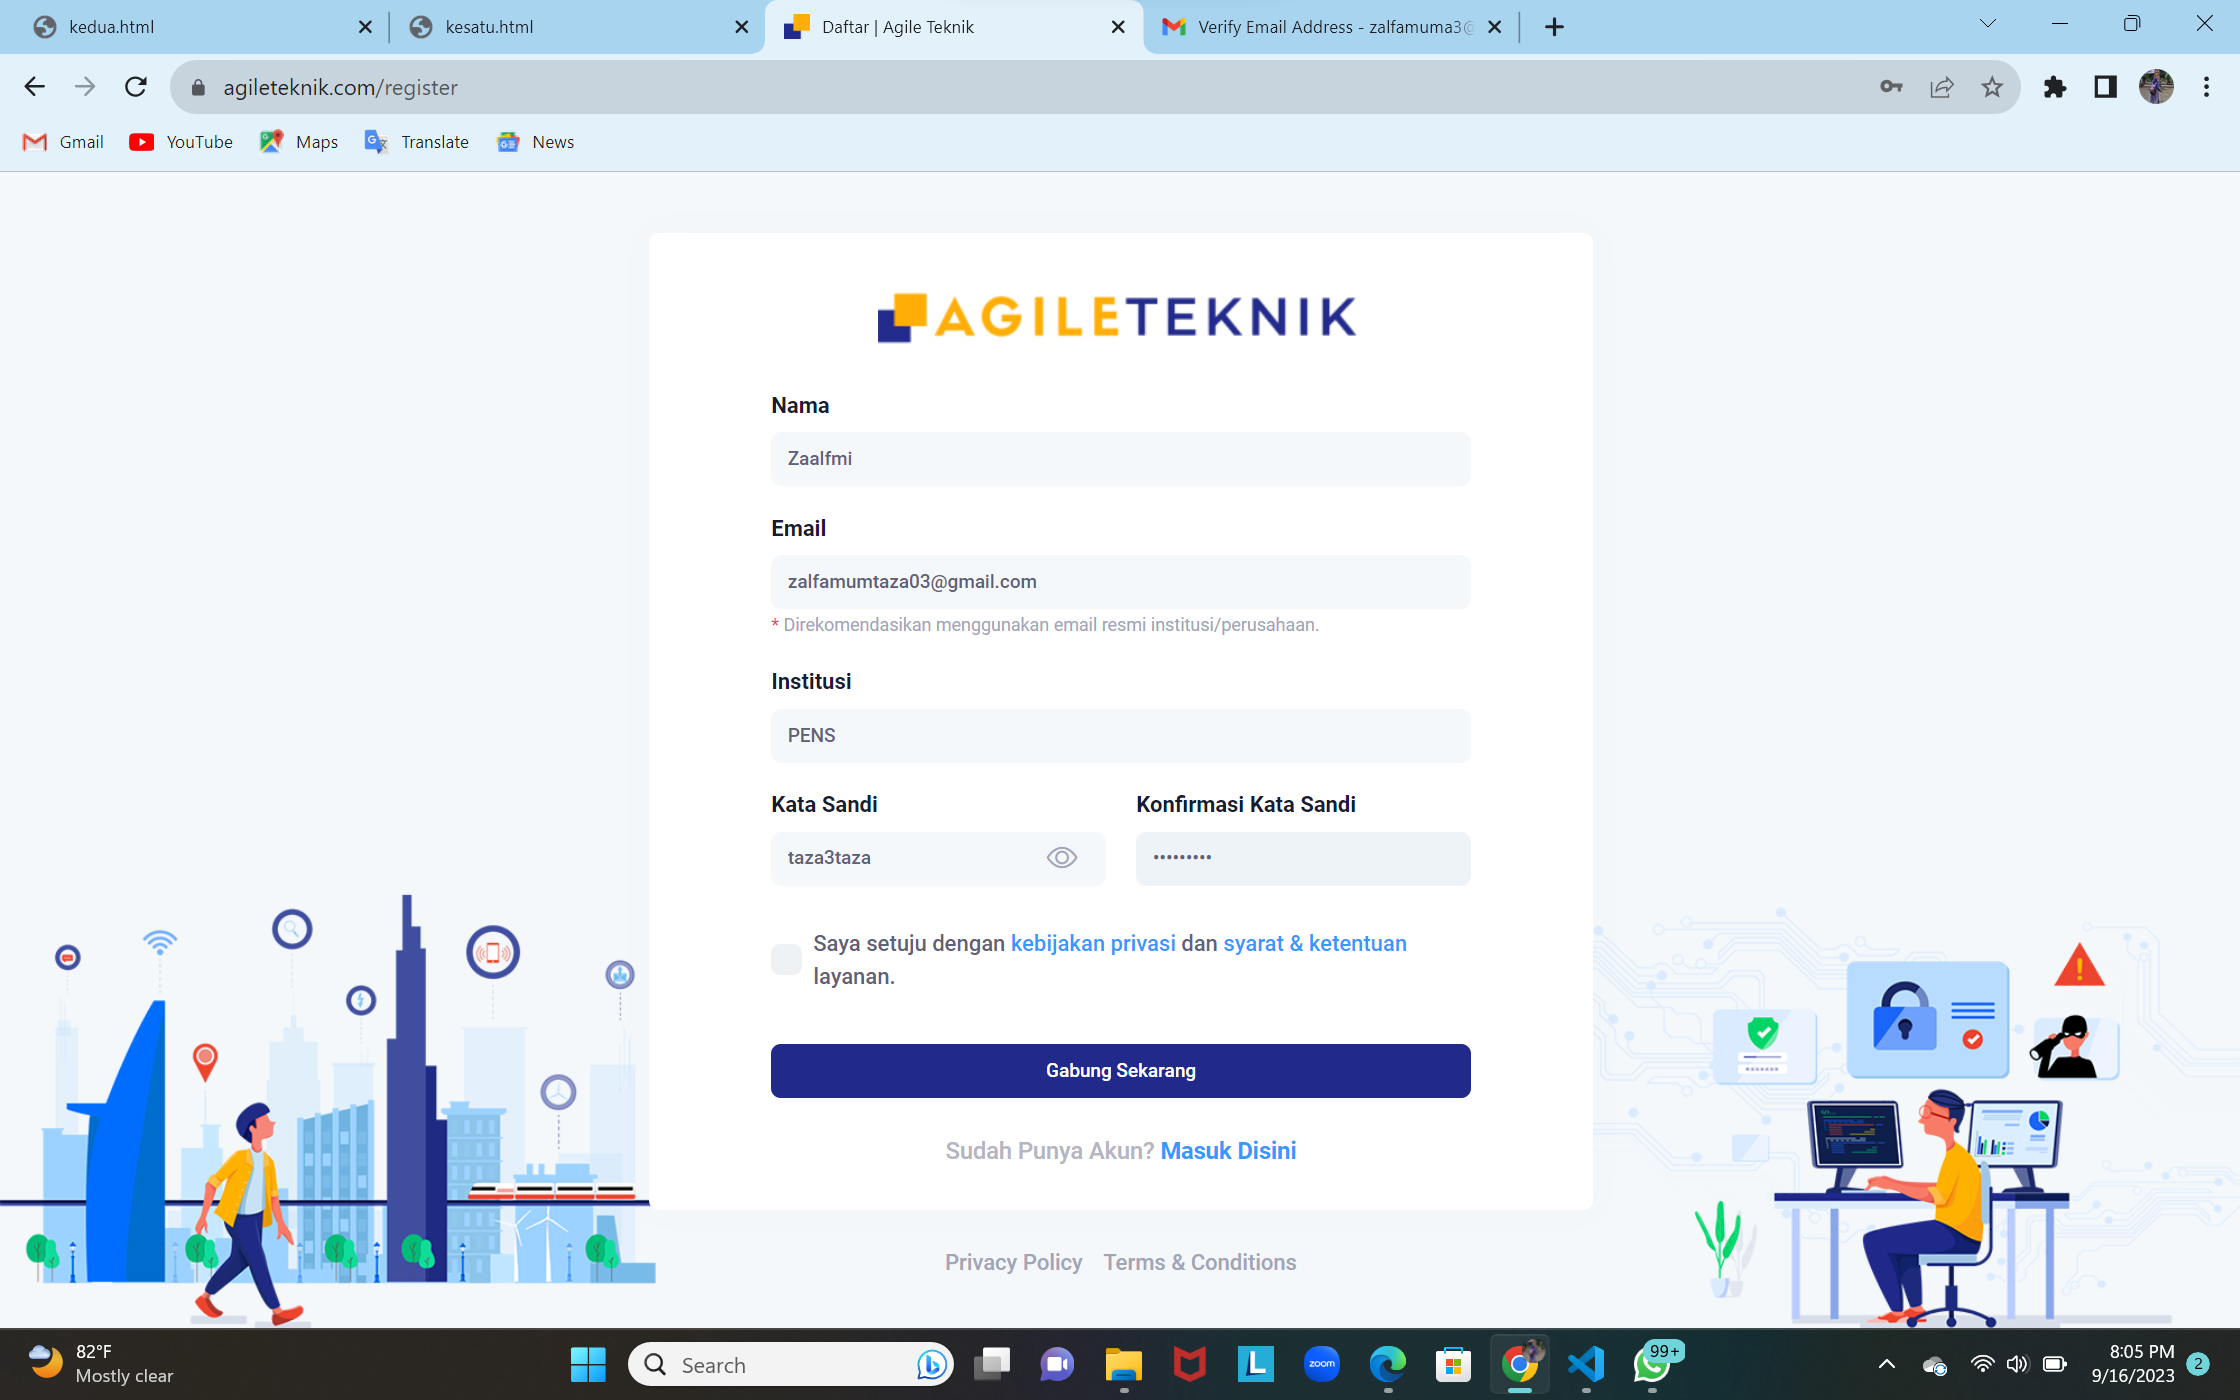 kedua.html
kesatu.html
Daftar | Agile Teknik
Verify Email Address - zalfamuma3@
agileteknik.com/register
Gmail
YouTube
Maps
Translate
News
AGILETEKNIK
Nama
Zaalfmi
Email
zalfamumtaza03@gmail.com
* Direkomendasikan menggunakan email resmi institusi/perusahaan.
Institusi
PENS
Kata Sandi
Konfirmasi Kata Sandi
taza3taza
•••••••••
Saya setuju dengan kebijakan privasi dan syarat & ketentuan
layanan.
Gabung Sekarang
Sudah Punya Akun? Masuk Disini
Privacy Policy Terms & Conditions
82°F
Mostly clear
Search
zoom
99+
8:05 PM
9/16/2023
2